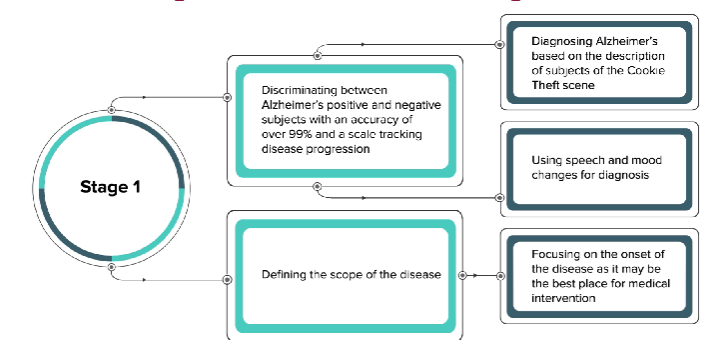 Stage 1
Discriminating between
Alzheimer's positive and negative
subjects with an accuracy of
over 99% and a scale tracking
disease progression
Defining the scope of the disease
Diagnosing Alzheimer's
based on the description
of subjects of the Cookie
Theft scene
Using speech and mood
changes for diagnosis
Focusing on the onset of
the disease as it may be
the best place for medical
intervention